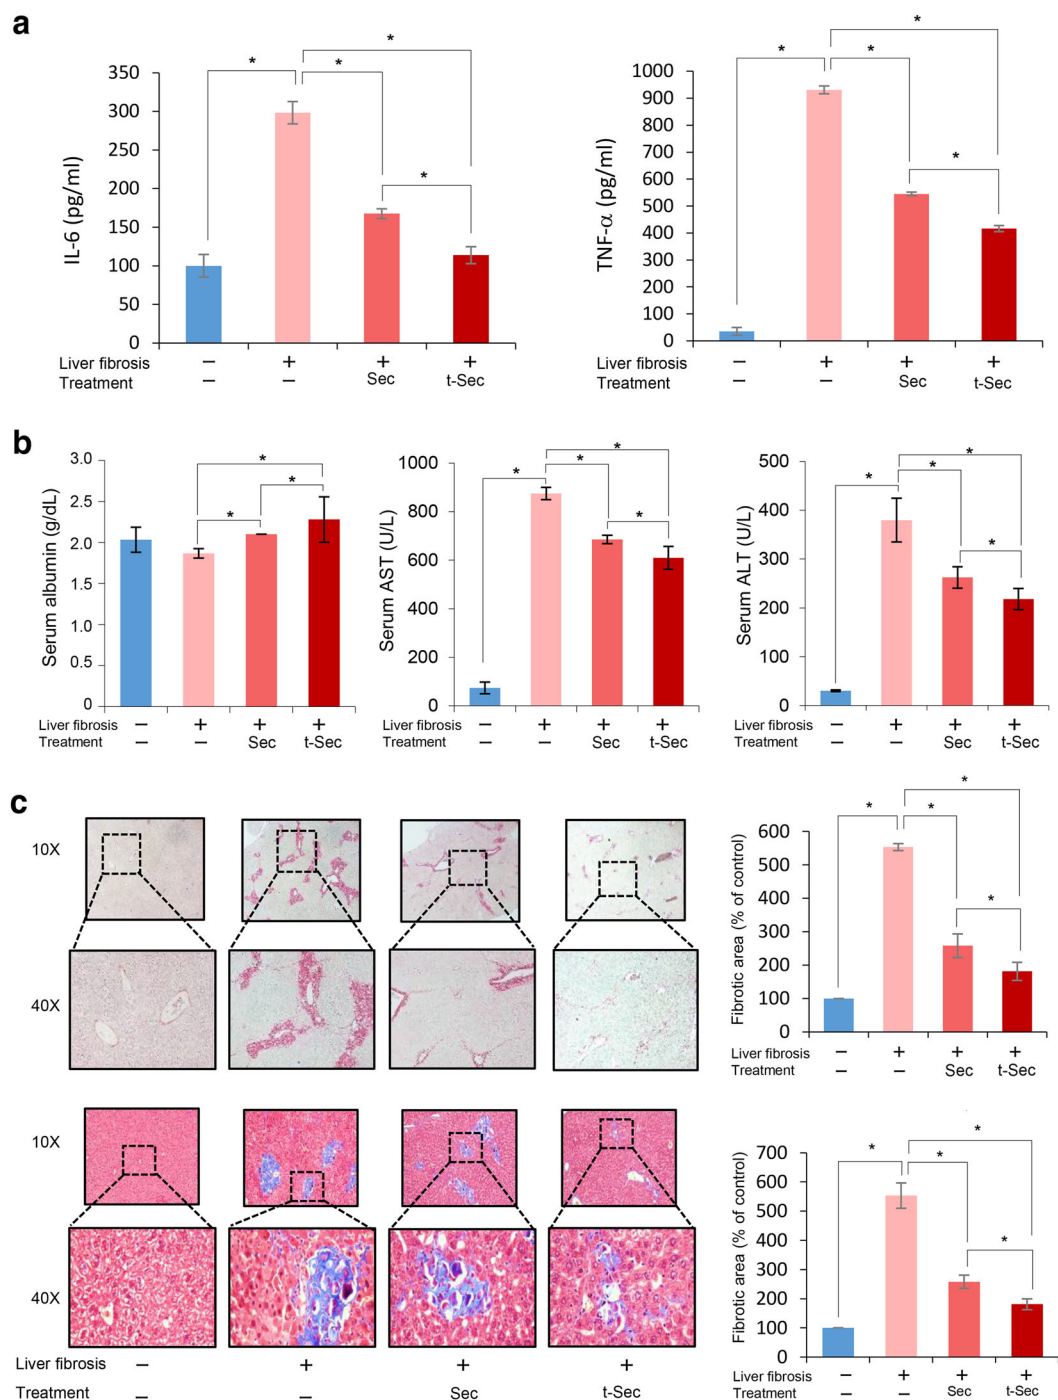 a
IL-6 (pg/ml)
350
300
250
200
150
100
50
0
* * * *
Liver fibrosis − + + +
Treatment − − Sec t-Sec
TNF-α (pg/ml)
1000
900
800
700
600
500
400
300
200
100
0
* * * *
Liver fibrosis − + + +
Treatment − − Sec t-Sec
b
Serum albumin (g/dL)
3.0
2.5
2.0
1.5
1.0
0.5
0
* * *
Liver fibrosis − + + +
Treatment − − Sec t-Sec
Serum AST (U/L)
1000
800
600
400
200
0
* * * *
Liver fibrosis − + + +
Treatment − − Sec t-Sec
Serum ALT (U/L)
500
400
300
200
100
0
* * * *
Liver fibrosis − + + +
Treatment − − Sec t-Sec
c
10X
40X
10X
40X
Liver fibrosis − + + +
Treatment − − Sec t-Sec
Fibrotic area (% of control)
600
500
400
300
200
100
0
* * * *
Liver fibrosis − + + +
Treatment − − Sec t-Sec
Fibrotic area (% of control)
700
600
500
400
300
200
100
0
* * * *
Liver fibrosis − + + +
Treatment − − Sec t-Sec